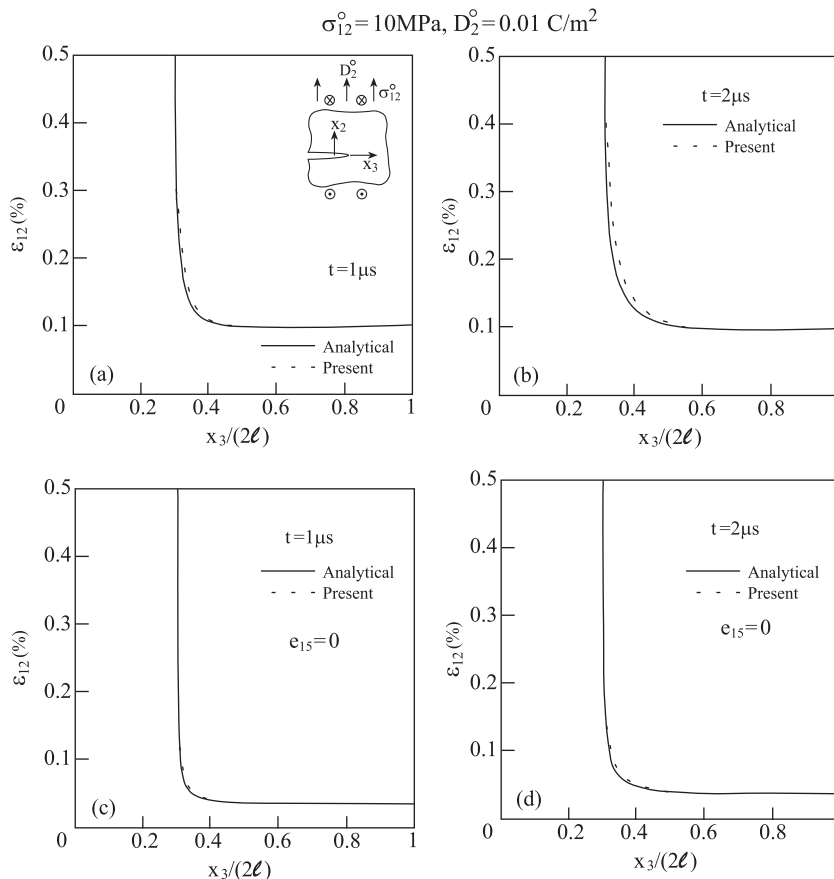 σ°₁₂=10MPa, D°₂=0.01 C/m²
0.5
0.4
0.3
0.2
0.1
0
0.2
0.4
0.6
0.8
1
ε₁₂(%)
x₃/(2ℓ)
D°₂
σ°₁₂
x₂
x₃
t=1μs
Analytical
Present
(a)
0.5
0.4
0.3
0.2
0.1
0
0.2
0.4
0.6
0.8
ε₁₂(%)
x₃/(2ℓ)
t=2μs
Analytical
Present
(b)
0.5
0.4
0.3
0.2
0.1
0
0.2
0.4
0.6
0.8
1
ε₁₂(%)
x₃/(2ℓ)
t=1μs
Analytical
Present
e₁₅=0
(c)
0.5
0.4
0.3
0.2
0.1
0
0.2
0.4
0.6
0.8
ε₁₂(%)
x₃/(2ℓ)
t=2μs
Analytical
Present
e₁₅=0
(d)